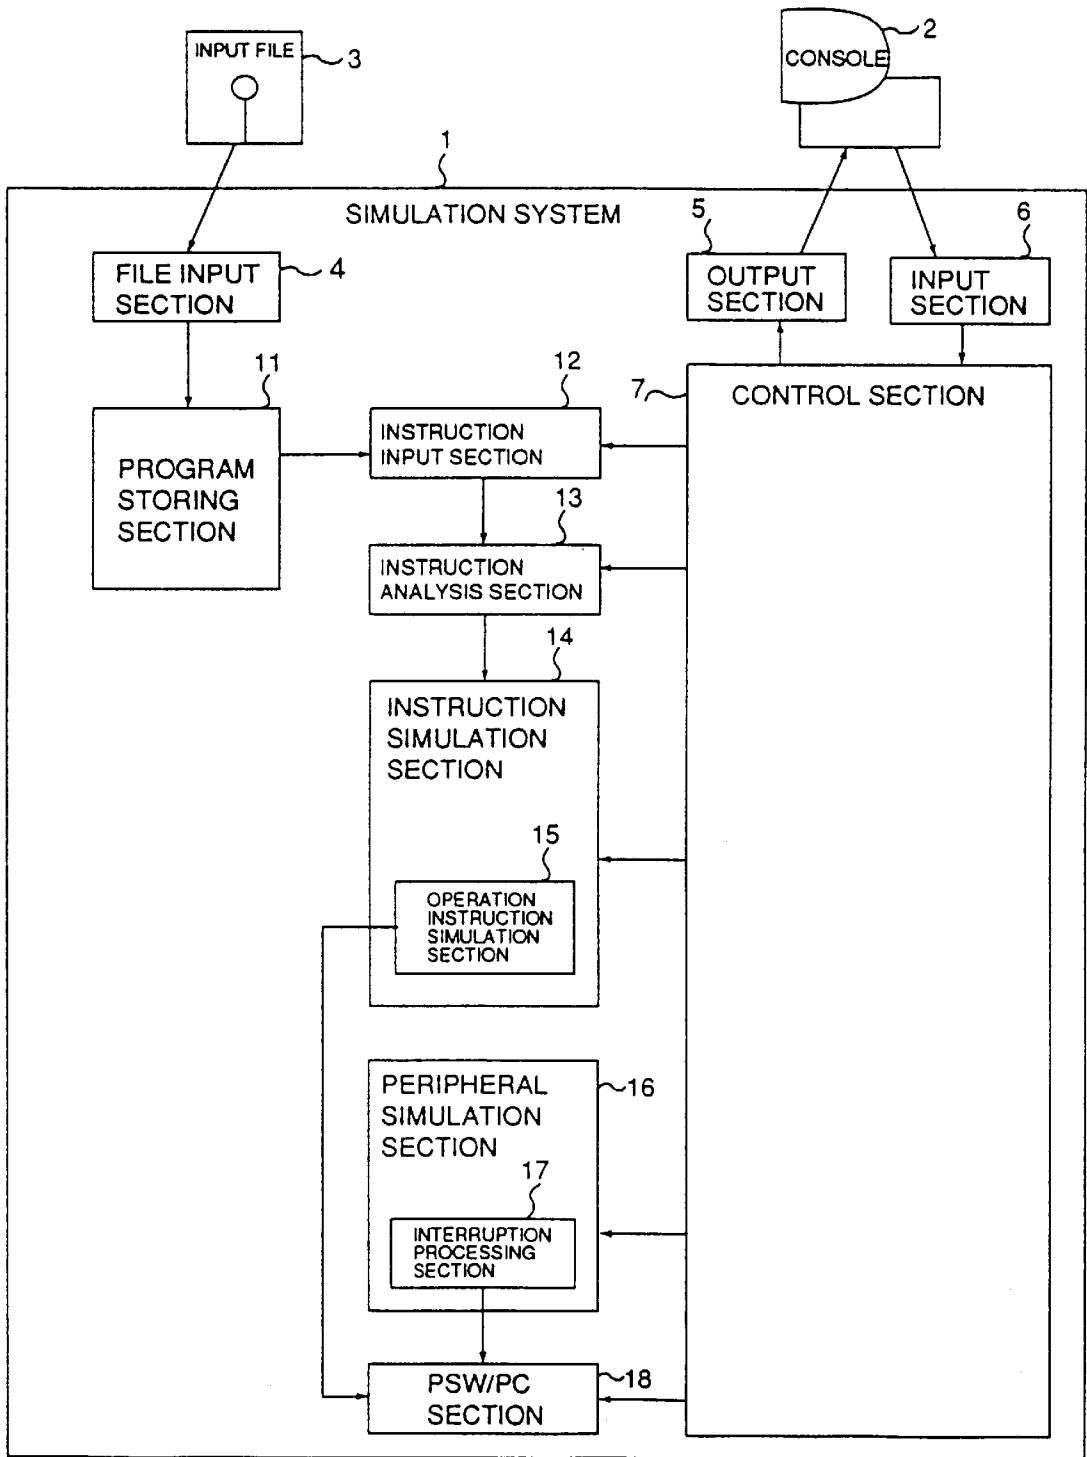 INPUT FILE
3
2
CONSOLE
1
SIMULATION SYSTEM
5
6
FILE INPUT
SECTION
4
OUTPUT
SECTION
INPUT
SECTION
11
12
7
CONTROL SECTION
PROGRAM
STORING
SECTION
INSTRUCTION
INPUT SECTION
13
INSTRUCTION
ANALYSIS SECTION
14
INSTRUCTION
SIMULATION
SECTION
15
OPERATION
INSTRUCTION
SIMULATION
SECTION
PERIPHERAL
SIMULATION
SECTION
16
17
INTERRUPTION
PROCESSING
SECTION
PSW/PC
SECTION
18